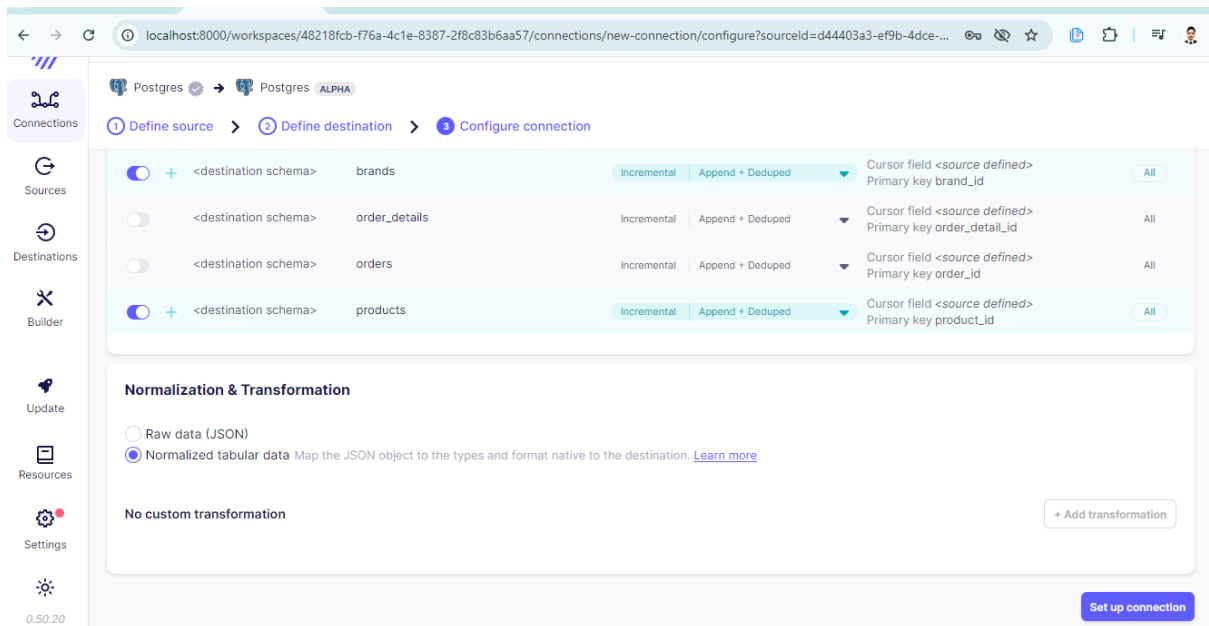 localhost:8000/workspaces/48218fcb-f76a-4c1e-8387-2f8c83b6aa57/connections/new-connection/configure?sourceId=d44403a3-ef9b-4dce-...
Postgres → Postgres ALPHA
1 Define source > 2 Define destination > 3 Configure connection
Connections
Sources
Destinations
Builder
Update
Resources
Settings
0.50.20
<destination schema> brands Incremental Append + Deduped Cursor field <source defined> All
Primary key brand_id
<destination schema> order_details Incremental Append + Deduped Cursor field <source defined> All
Primary key order_detail_id
<destination schema> orders Incremental Append + Deduped Cursor field <source defined> All
Primary key order_id
<destination schema> products Incremental Append + Deduped Cursor field <source defined> All
Primary key product_id
Normalization & Transformation
Raw data (JSON)
Normalized tabular data Map the JSON object to the types and format native to the destination. Learn more
No custom transformation + Add transformation
Set up connection